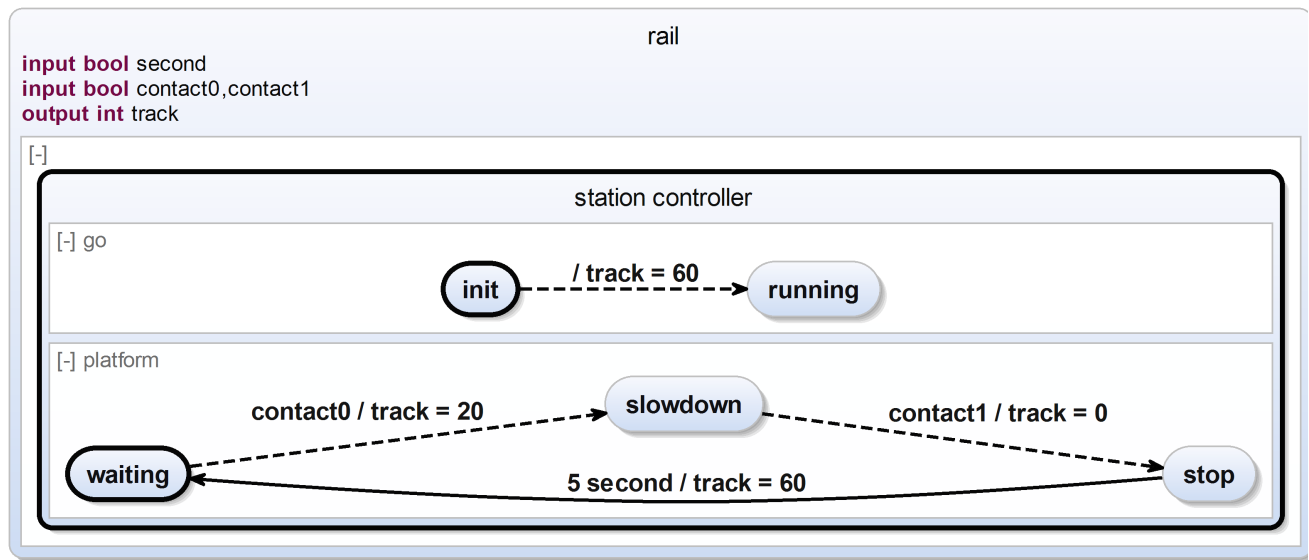 rail
input bool second
input bool contact0,contact1
output int track
[-]
station controller
[-] go
init
/ track = 60
running
[-] platform
waiting
contact0 / track = 20
slowdown
contact1 / track = 0
stop
5 second / track = 60